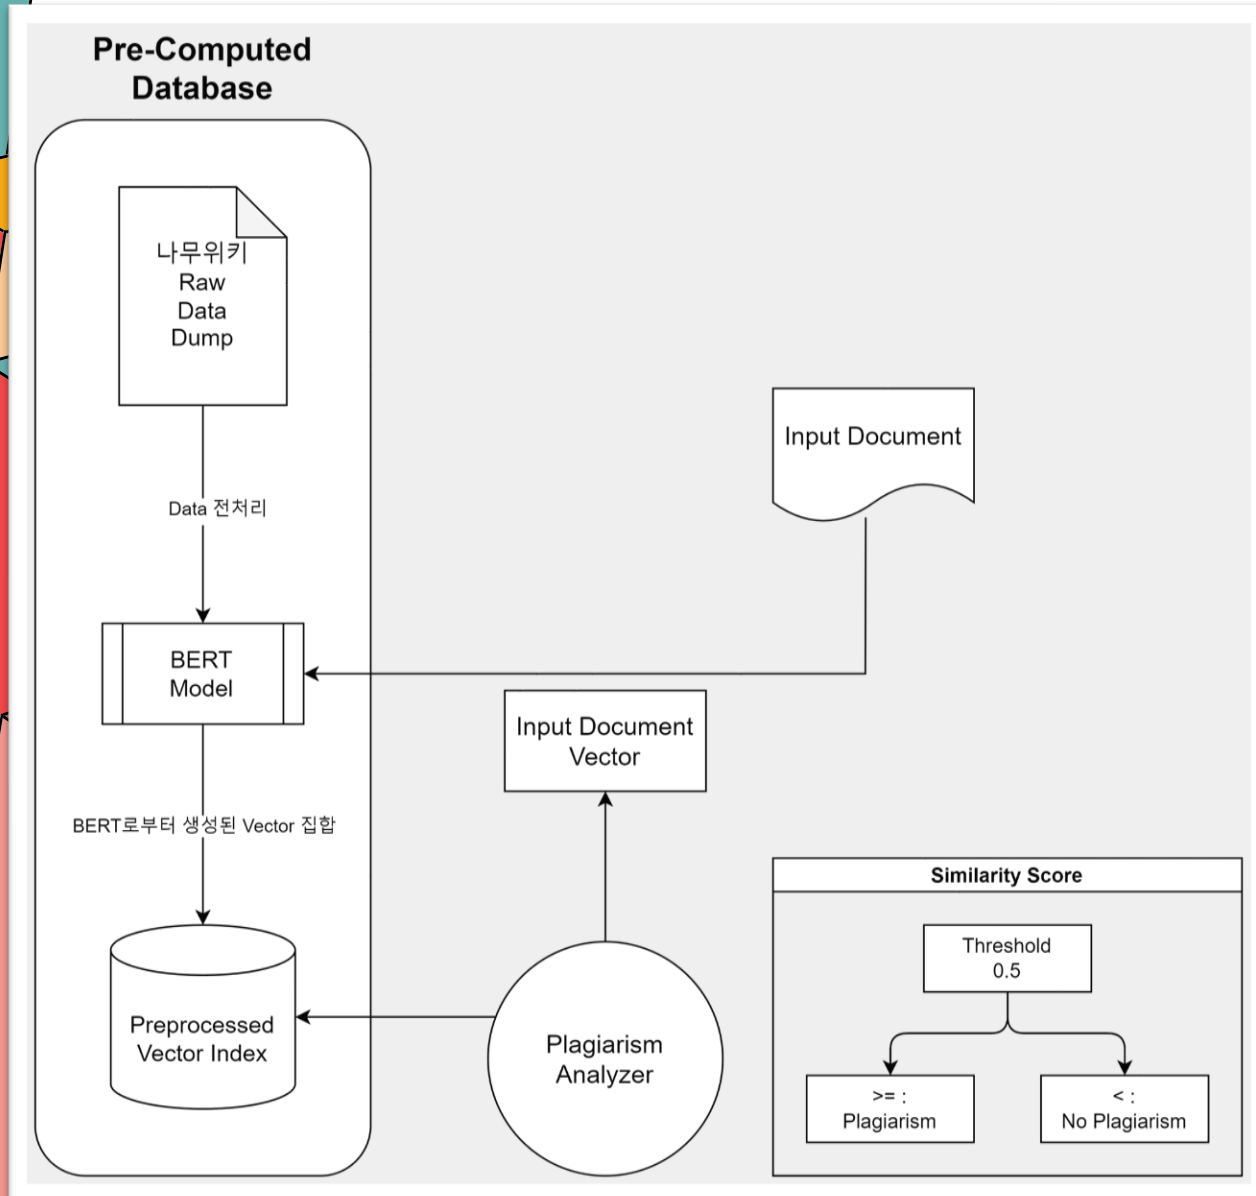 Pre-Computed
Database
나무위키
Raw
Data
Dump
Data 전처리
BERT
Model
BERT로부터 생성된 Vector 집합
Preprocessed
Vector Index
Input Document
Input Document
Vector
Plagiarism
Analyzer
Similarity Score
Threshold
0.5
>= :
Plagiarism
< :
No Plagiarism